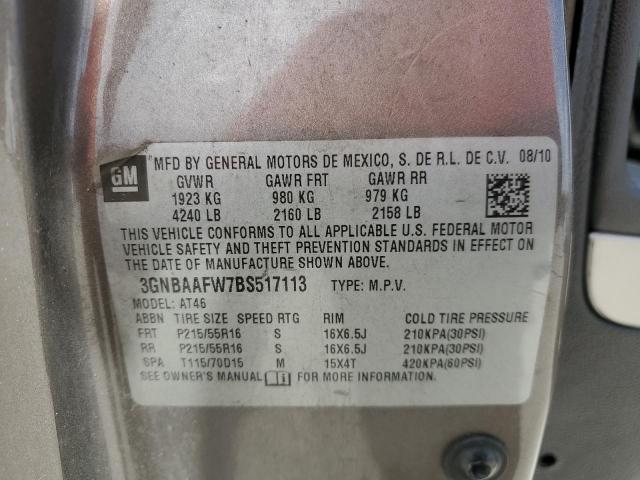 GM
MFD BY GENERAL MOTORS DE MEXICO, S. DE R.L. DE C.V. 08/10
GVWR GAWR FRT GAWR RR
1923 KG 980 KG 979 KG
4240 LB 2160 LB 2158 LB
THIS VEHICLE CONFORMS TO ALL APPLICABLE U.S. FEDERAL MOTOR
VEHICLE SAFETY AND THEFT PREVENTION STANDARDS IN EFFECT ON
THE DATE OF MANUFACTURE SHOWN ABOVE.
3GNBAAFW7BS517113 TYPE: M.P.V.
MODEL: AT46
ABBN TIRE SIZE SPEED RTG RIM COLD TIRE PRESSURE
FRT P215/55R16 S 16X6.5J 210KPA(30PSI)
RR P215/55R16 S 16X6.5J 210KPA(30PSI)
SPA T115/70D15 M 15X4T 420KPA(60PSI)
SEE OWNER'S MANUAL FOR MORE INFORMATION.